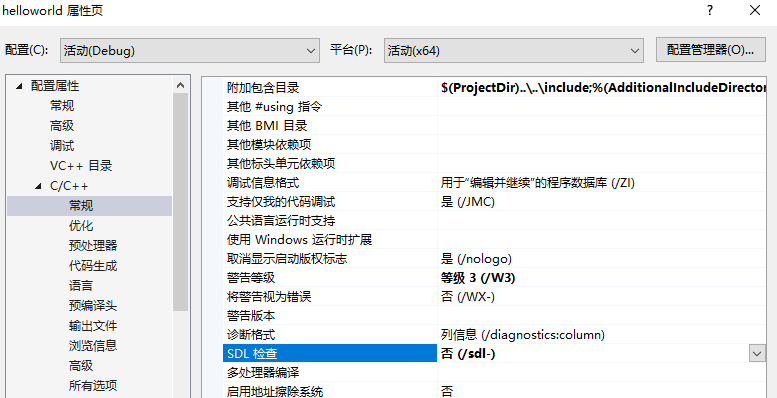 helloworld 属性页
?
配置(C): 活动(Debug) 平台(P): 活动(x64) 配置管理器(O)...
配置属性
常规
高级
调试
VC++ 目录
C/C++
常规
优化
预处理器
代码生成
语言
预编译头
输出文件
浏览信息
高级
所有选项
附加包含目录 $(ProjectDir)..\..\include;%(AdditionalIncludeDirector
其他 #using 指令
其他 BMI 目录
其他模块依赖项
其他标头单元依赖项
调试信息格式 用于“编辑并继续”的程序数据库 (/ZI)
支持仅我的代码调试 是 (/JMC)
公共语言运行时支持
使用 Windows 运行时扩展
取消显示启动版权标志 是 (/nologo)
警告等级 等级 3 (/W3)
将警告视为错误 否 (/WX-)
警告版本
诊断格式 列信息 (/diagnostics:column)
SDL 检查 否 (/sdl-)
多处理器编译
启用地址擦除系统 否